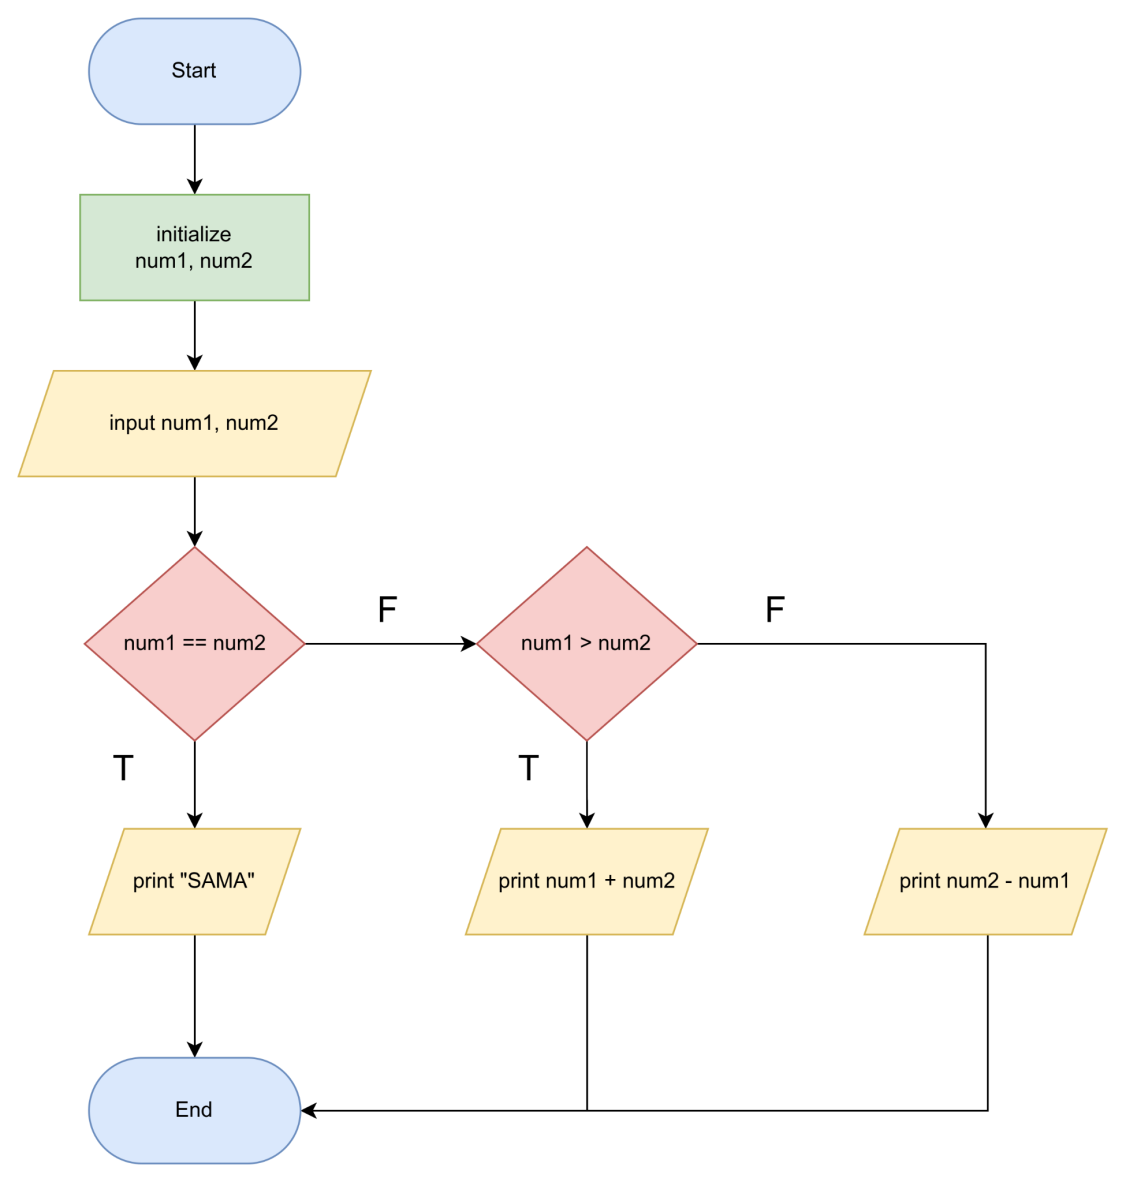 Start
initialize
num1, num2
input num1, num2
num1 == num2
F
num1 > num2
F
T
T
print "SAMA"
print num1 + num2
print num2 - num1
End